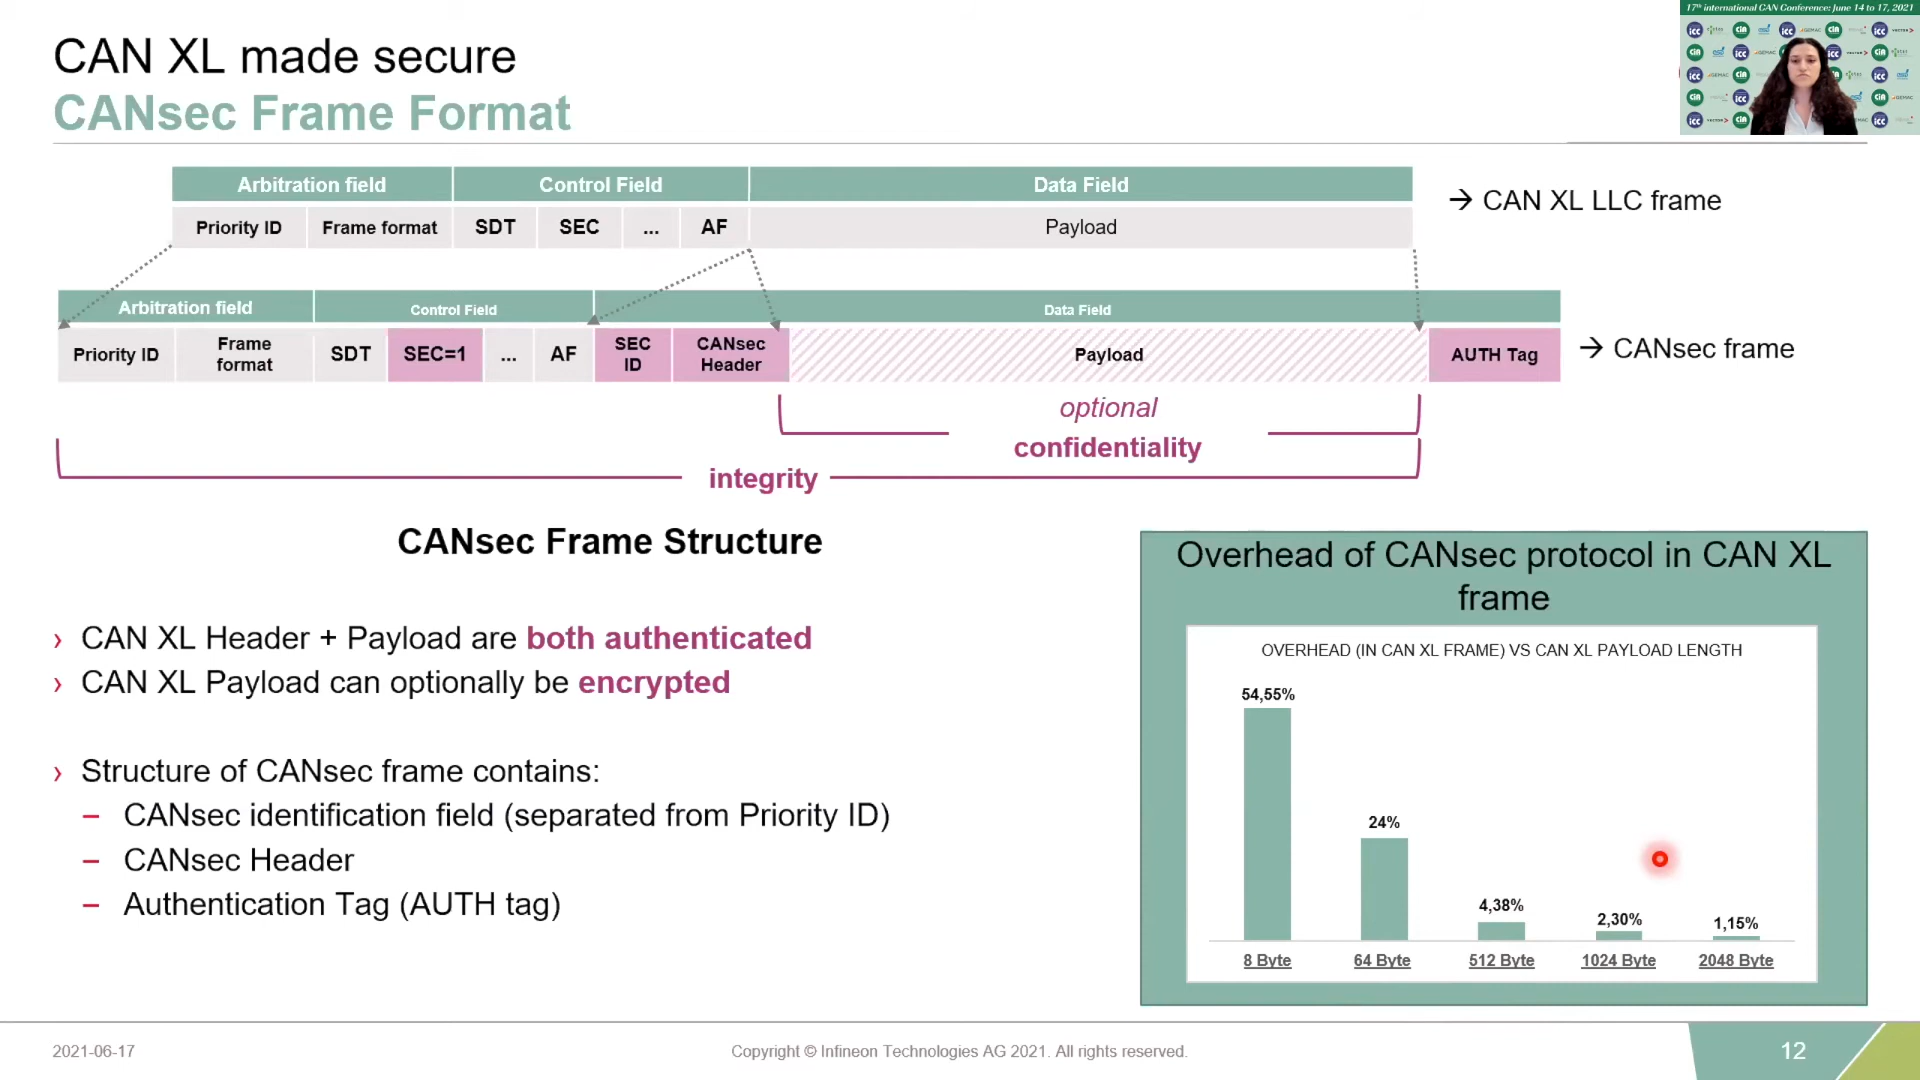 17th international CAN Conference: June 14 to 17, 2021
CAN XL made secure
CANsec Frame Format
Arbitration field Control Field Data Field
Priority ID Frame format SDT SEC ... AF Payload
→ CAN XL LLC frame
Arbitration field Control Field Data Field
Priority ID Frame format SDT SEC=1 ... AF SEC ID CANsec Header Payload AUTH Tag
→ CANsec frame
optional
confidentiality
integrity
CANsec Frame Structure
› CAN XL Header + Payload are both authenticated
› CAN XL Payload can optionally be encrypted
› Structure of CANsec frame contains:
– CANsec identification field (separated from Priority ID)
– CANsec Header
– Authentication Tag (AUTH tag)
Overhead of CANsec protocol in CAN XL
frame
OVERHEAD (IN CAN XL FRAME) VS CAN XL PAYLOAD LENGTH
54,55%
24%
4,38%
2,30%
1,15%
8 Byte 64 Byte 512 Byte 1024 Byte 2048 Byte
2021-06-17
Copyright © Infineon Technologies AG 2021. All rights reserved.
12